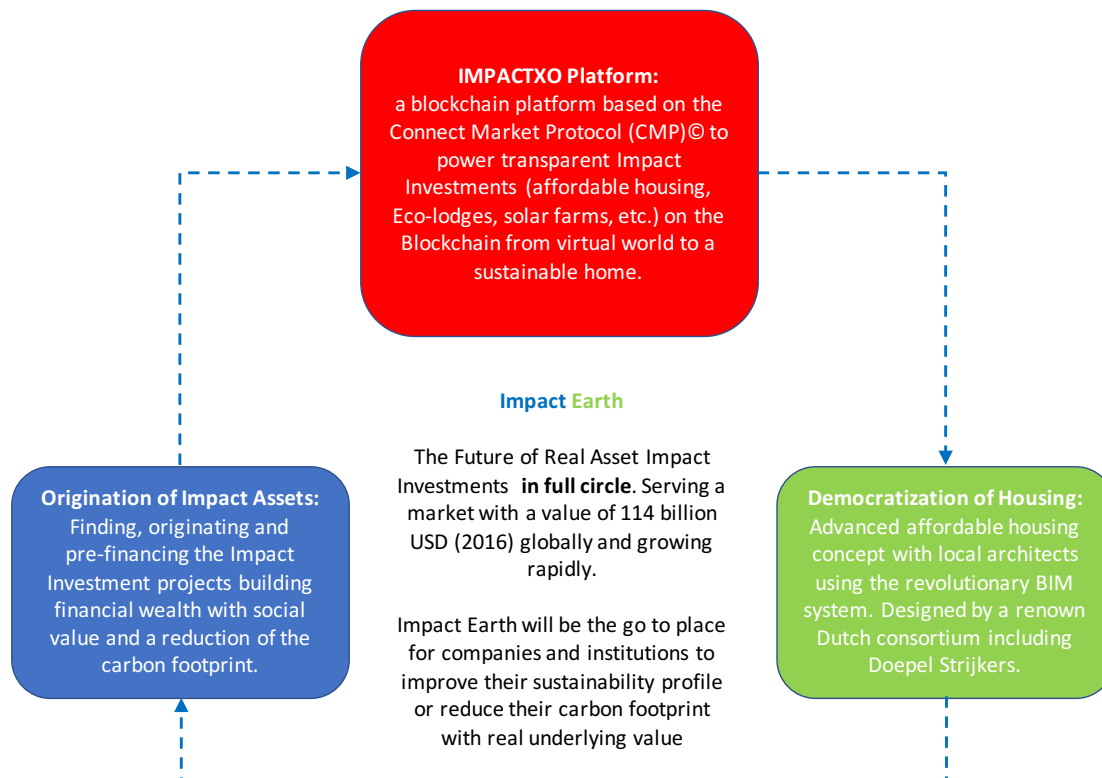 IMPACTXO Platform:
a blockchain platform based on the
Connect Market Protocol (CMP)© to
power transparent Impact
Investments (affordable housing,
Eco-lodges, solar farms, etc.) on the
Blockchain from virtual world to a
sustainable home.
Impact Earth
The Future of Real Asset Impact
Investments in full circle. Serving a
market with a value of 114 billion
USD (2016) globally and growing
rapidly.
Impact Earth will be the go to place
for companies and institutions to
improve their sustainability profile
or reduce their carbon footprint
with real underlying value
Origination of Impact Assets:
Finding, originating and
pre-financing the Impact
Investment projects building
financial wealth with social
value and a reduction of the
carbon footprint.
Democratization of Housing:
Advanced affordable housing
concept with local architects
using the revolutionary BIM
system. Designed by a renown
Dutch consortium including
Doepel Strijkers.